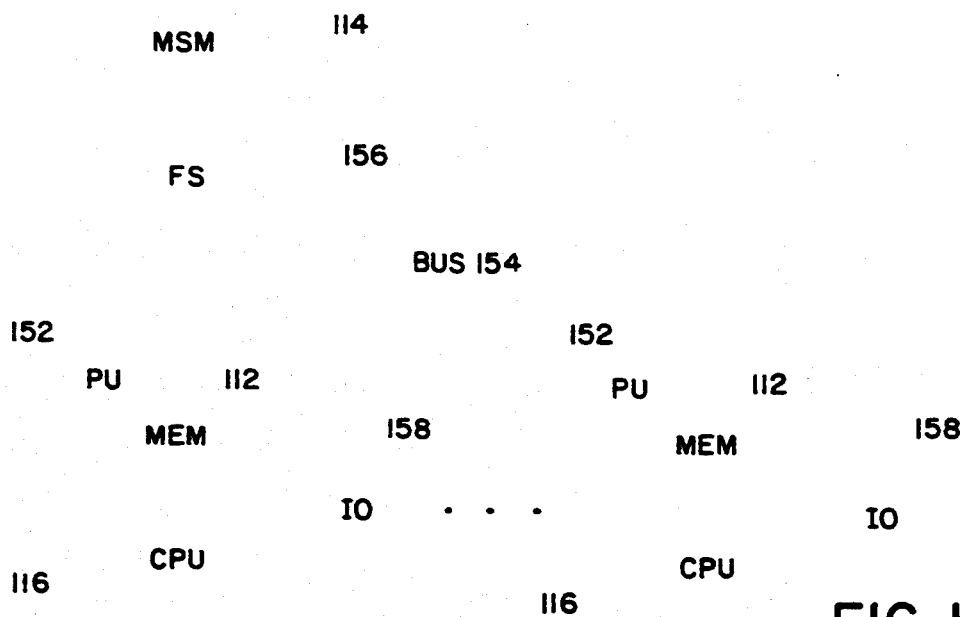 MSM 114
FS 156
BUS 154
152 152
PU 112 PU 112
MEM 158 MEM 158
IO . . . IO
CPU CPU
116 116